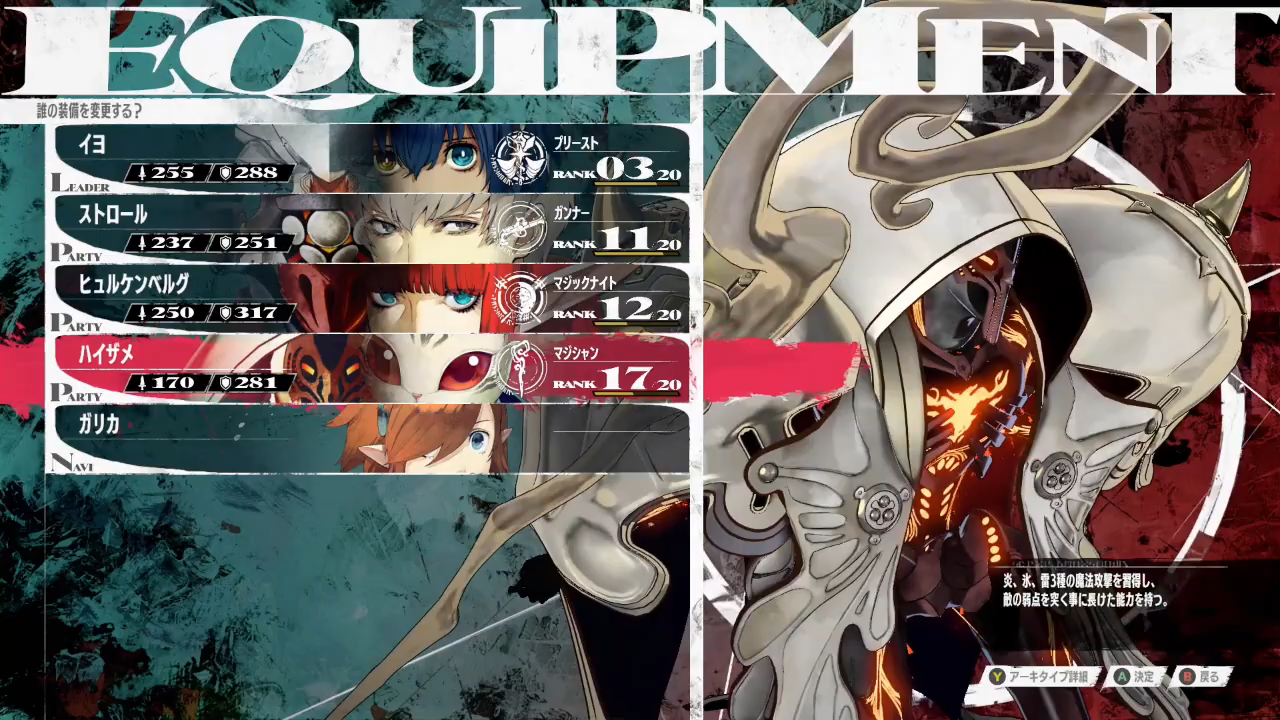 EQUIPMENT
誰の装備を変更する?
イヨ
255 288
LEADER
プリースト
RANK 03/20
ストロール
237 251
PARTY
ガンナー
RANK 11/20
ヒュルケンベルグ
250 317
PARTY
マジックナイト
RANK 12/20
ハイザメ
170 281
PARTY
マジシャン
RANK 17/20
ガリカ
NAVI
炎、氷、雷3種の魔法攻撃を習得し、
敵の弱点を突く事に長けた能力を持つ。
Y アーキタイプ詳細 A 決定 B 戻る